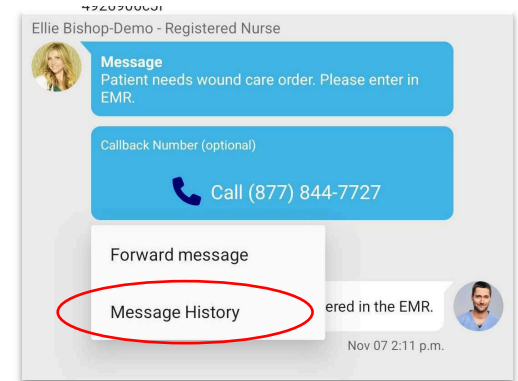 Ellie Bishop-Demo - Registered Nurse
Message
Patient needs wound care order. Please enter in
EMR.
Callback Number (optional)
Call (877) 844-7727
Forward message
Message History
ered in the EMR.
Nov 07 2:11 p.m.